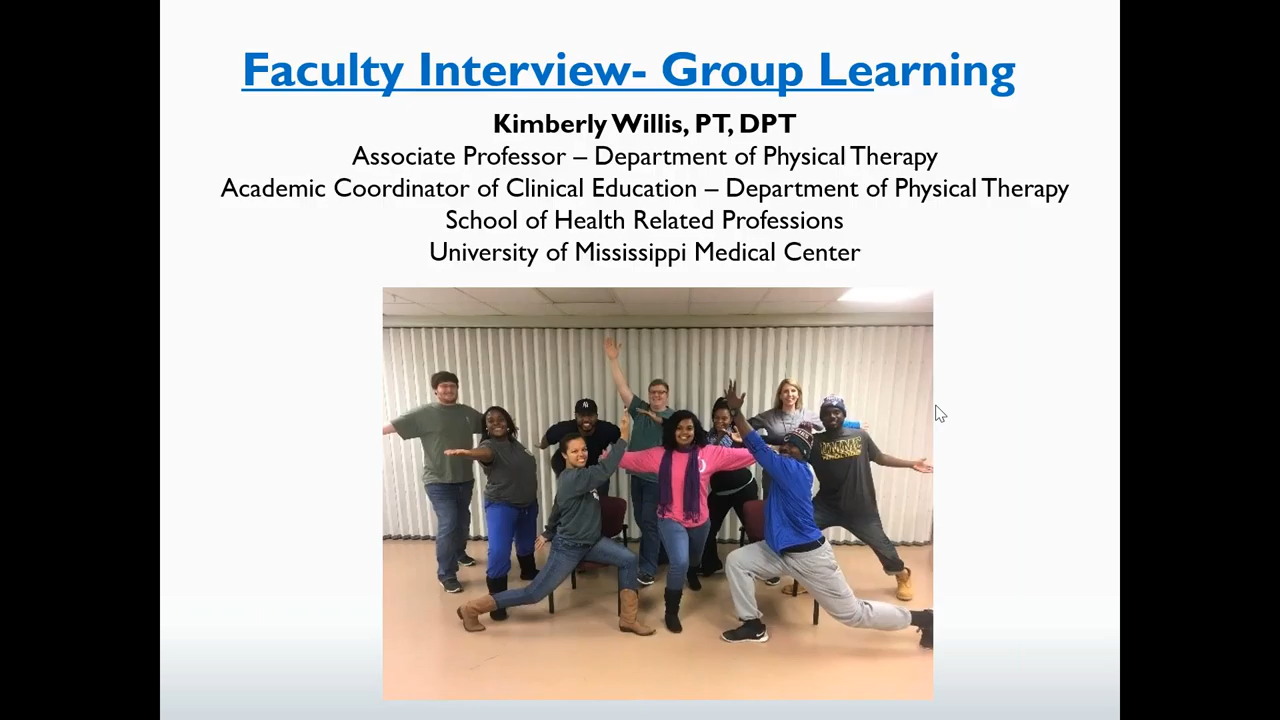 Faculty Interview- Group Learning
Kimberly Willis, PT, DPT
Associate Professor – Department of Physical Therapy
Academic Coordinator of Clinical Education – Department of Physical Therapy
School of Health Related Professions
University of Mississippi Medical Center
UMMC